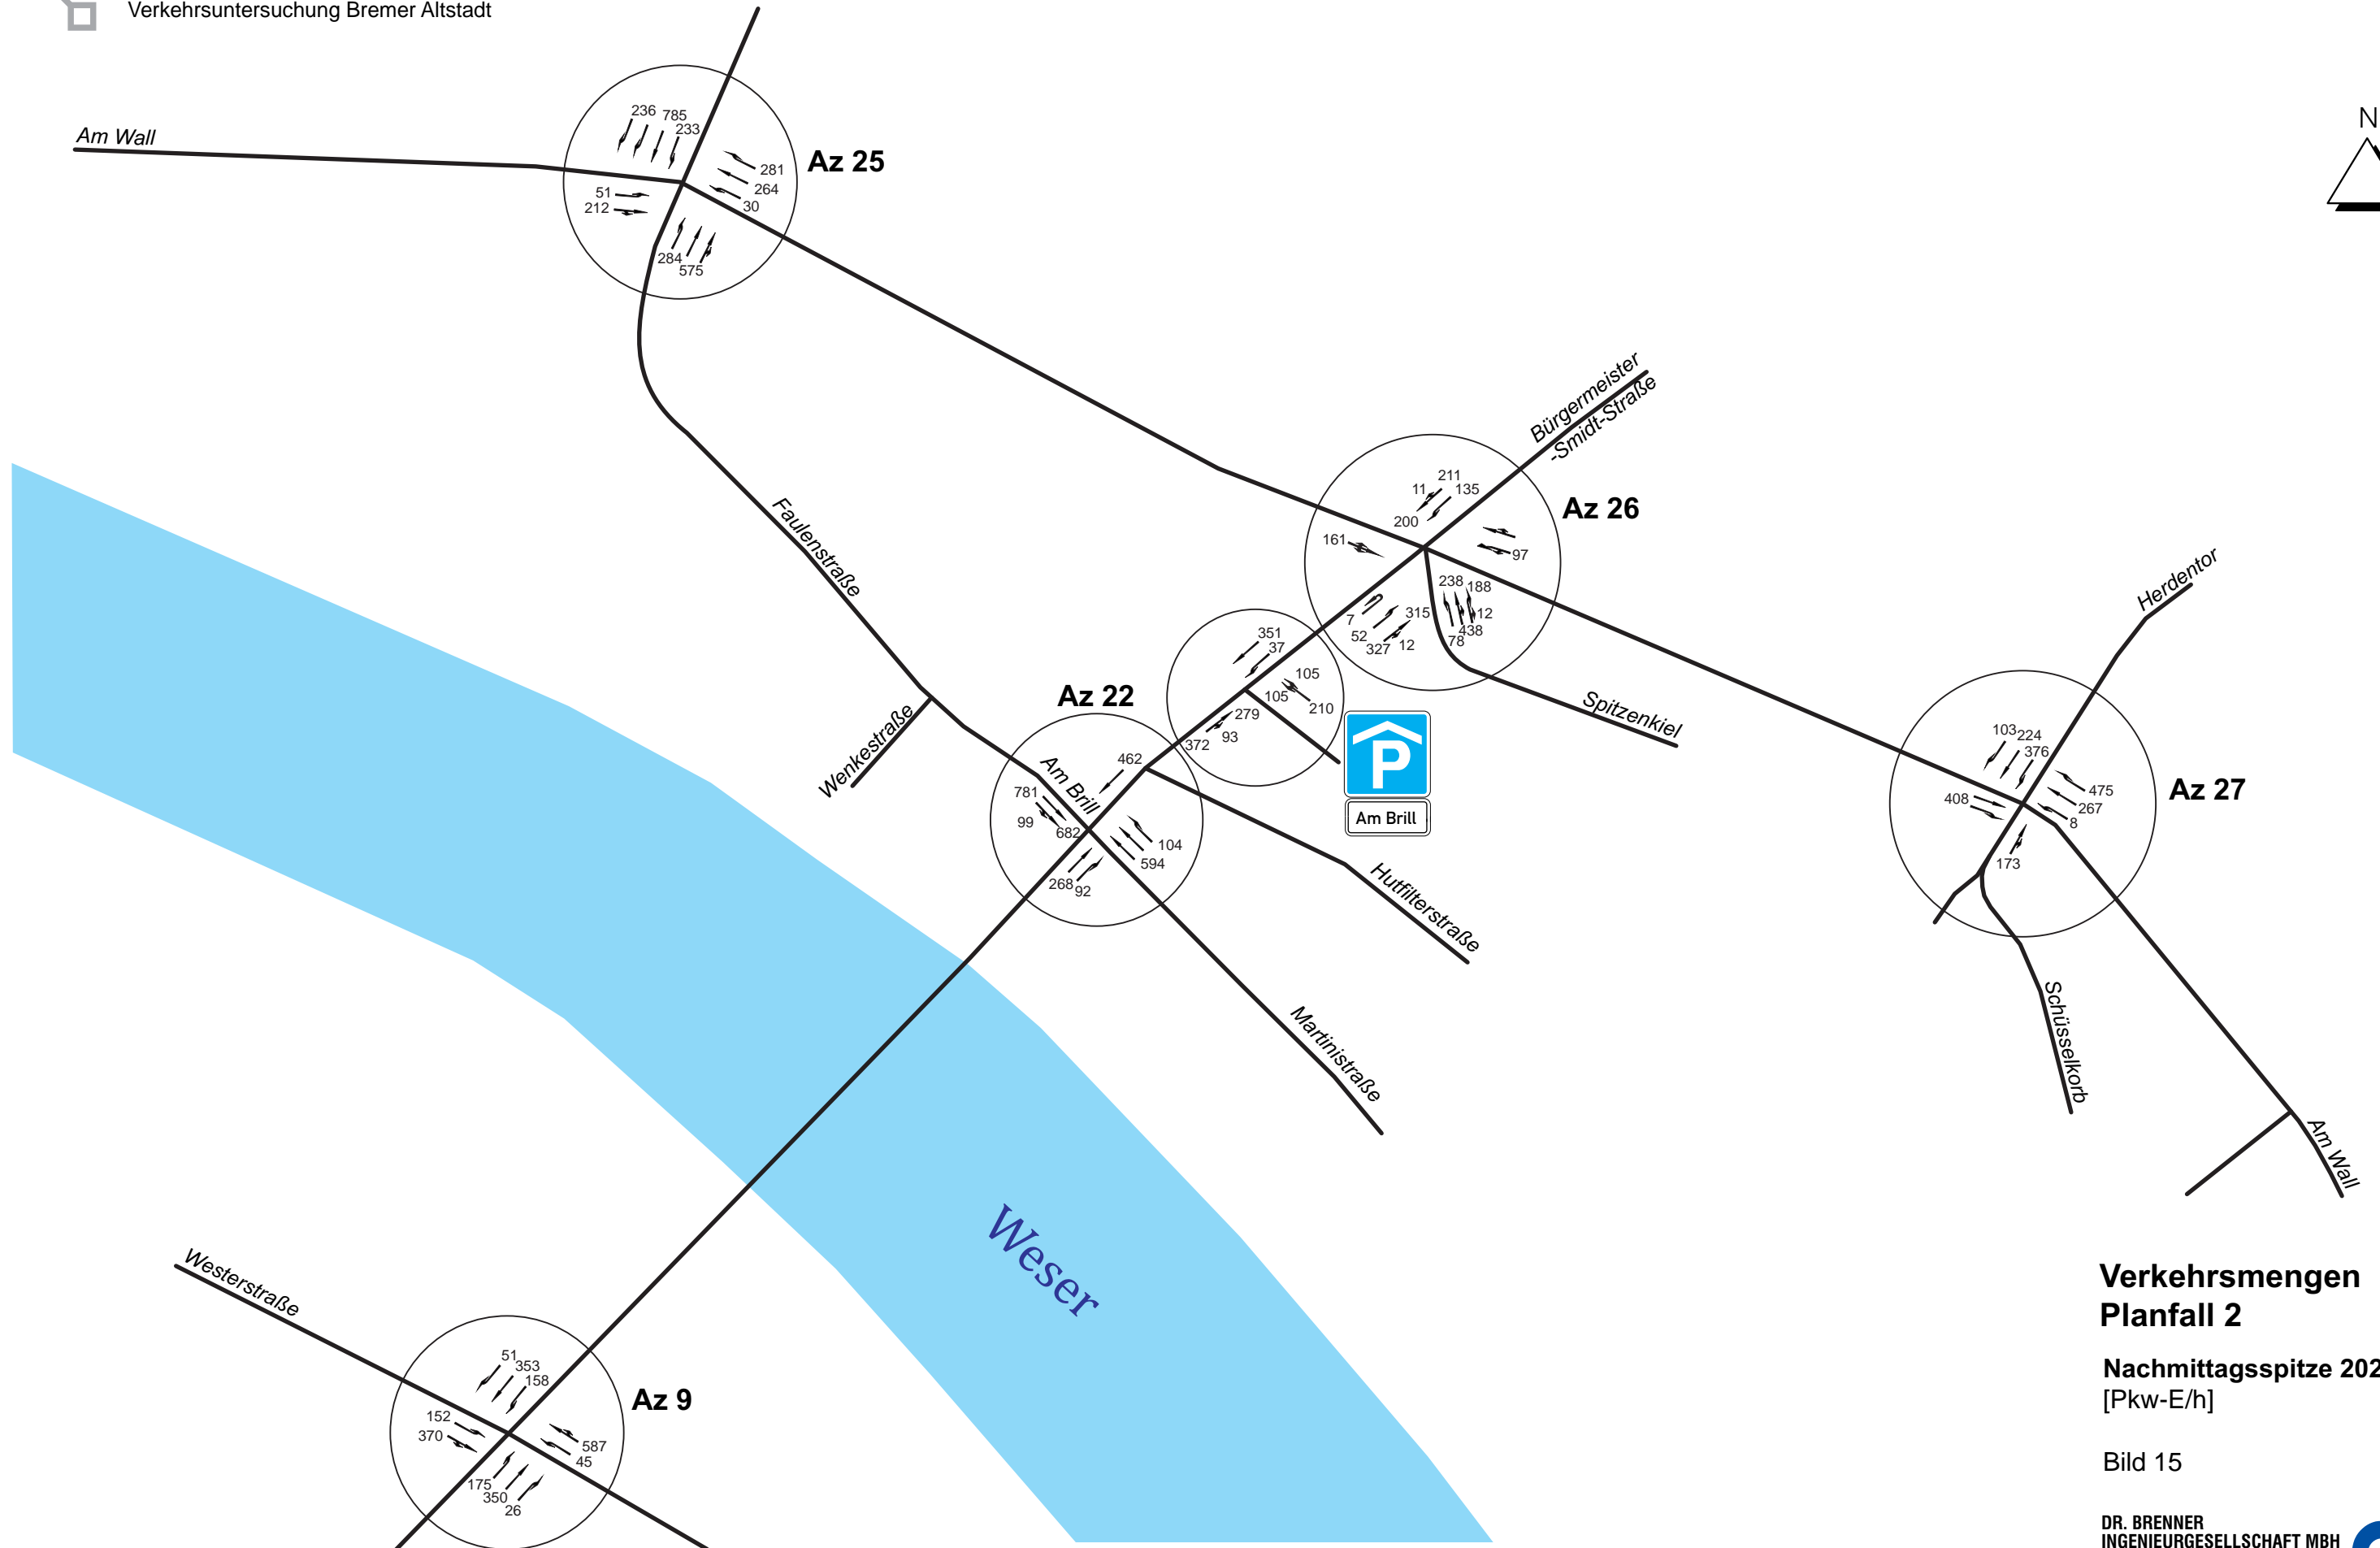 Verkehrsuntersuchung Bremer Altstadt
N
Am Wall
236 785
233
Az 25
281
264
30
51
212
284
575
Bürgermeister
-Smidt-Straße
Faulenstraße
211
11 135
200
Az 26
161
97
238 188
12
438
78
7
52
327 12
315
Herdentor
Spitzenkiel
351
37
105
105
210
279
93
372
Az 22
Wenkestraße
Am Brill
462
781
99
682
104
594
268 92
P
Am Brill
Hutfilterstraße
Martinistraße
103 224
376
408
475
267
8
173
Az 27
Schüsselkorb
Am Wall
Weser
Westerstraße
51
353
158
Az 9
152
370
587
45
175
350
26
Verkehrsmengen
Planfall 2
Nachmittagsspitze 202
[Pkw-E/h]
Bild 15
DR. BRENNER
INGENIEURGESELLSCHAFT MBH